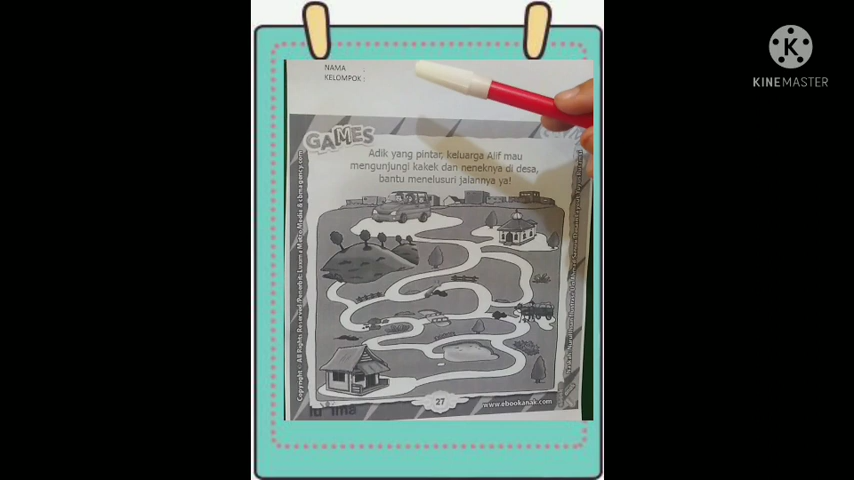 NAMA :
KELOMPOK :
K
KINEMASTER
GAMES
Adik yang pintar, keluarga Alif mau
mengunjungi kakek dan neneknya di desa,
bantu menelusuri jalannya ya!
27
www.ebookanak.com